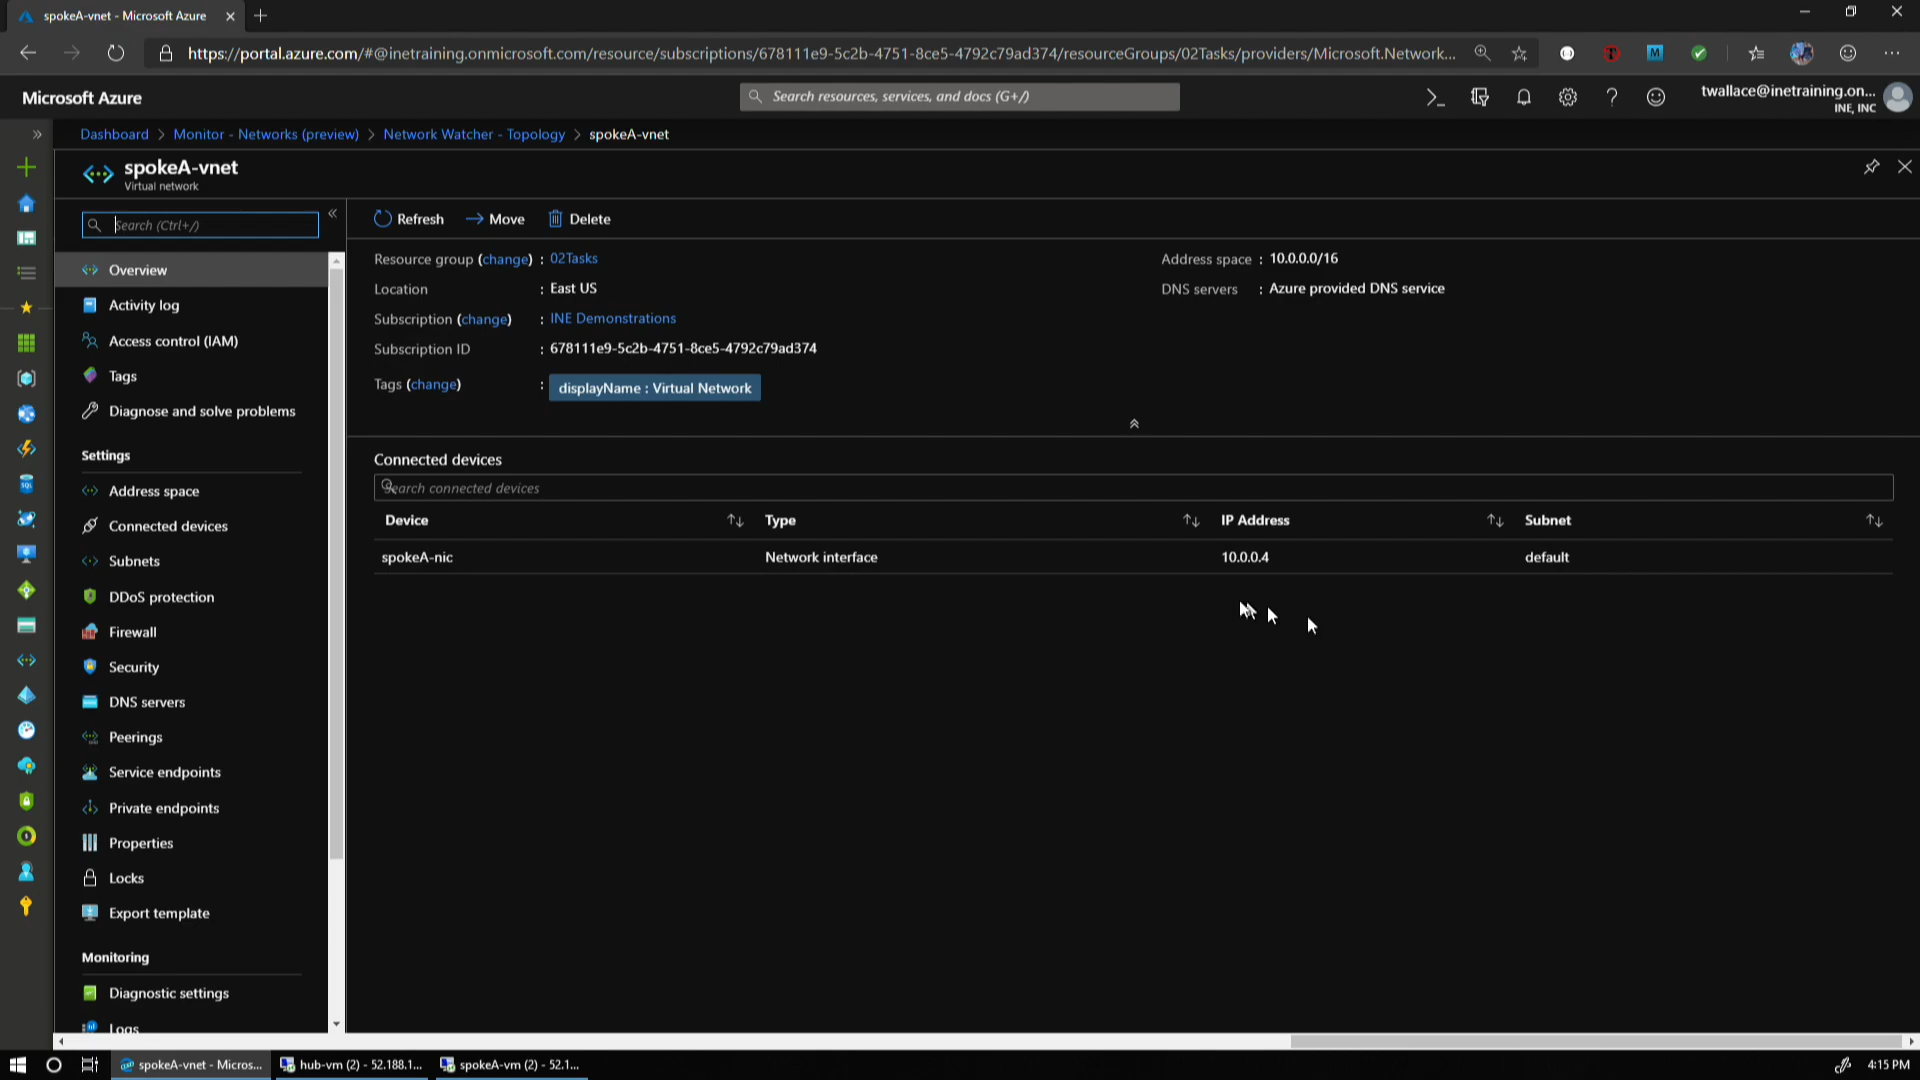 spokeA-vnet - Microsoft Azure
https://portal.azure.com/#@inetraining.onmicrosoft.com/resource/subscriptions/678111e9-5c2b-4751-8ce5-4792c79ad374/resourceGroups/02Tasks/providers/Microsoft.Network...
Microsoft Azure
Search resources, services, and docs (G+/)
twallace@inetraining.on...
INE, INC
Dashboard > Monitor - Networks (preview) > Network Watcher - Topology > spokeA-vnet
spokeA-vnet
Virtual network
Search (Ctrl+/)
Overview
Activity log
Access control (IAM)
Tags
Diagnose and solve problems
Settings
Address space
Connected devices
Subnets
DDoS protection
Firewall
Security
DNS servers
Peerings
Service endpoints
Private endpoints
Properties
Locks
Export template
Monitoring
Diagnostic settings
Logs
Refresh Move Delete
Resource group (change) : 02Tasks
Location : East US
Subscription (change) : INE Demonstrations
Subscription ID : 678111e9-5c2b-4751-8ce5-4792c79ad374
Tags (change) : displayName : Virtual Network
Address space : 10.0.0.0/16
DNS servers : Azure provided DNS service
Connected devices
Search connected devices
Device Type IP Address Subnet
spokeA-nic Network interface 10.0.0.4 default
spokeA-vnet - Micros... hub-vm (2) - 52.188.1... spokeA-vm (2) - 52.1...
4:15 PM